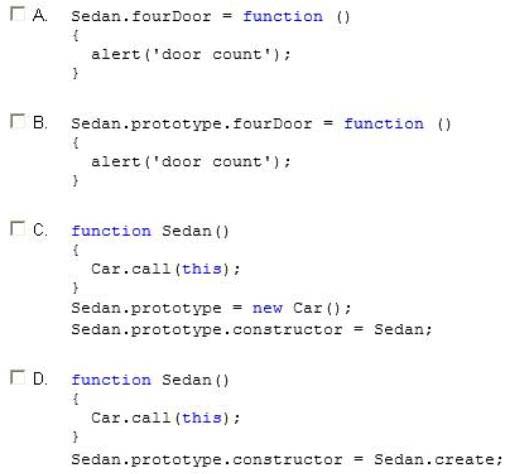 A. Sedan.fourDoor = function ()
{
alert('door count');
}
B. Sedan.prototype.fourDoor = function ()
{
alert('door count');
}
C. function Sedan()
{
Car.call(this);
}
Sedan.prototype = new Car();
Sedan.prototype.constructor = Sedan;
D. function Sedan()
{
Car.call(this);
}
Sedan.prototype.constructor = Sedan.create;